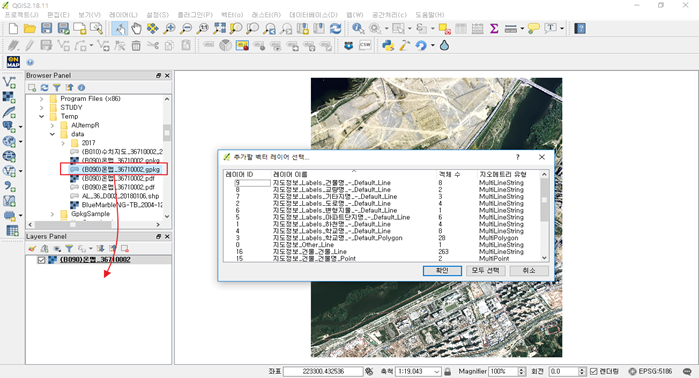 QGIS2.18.11
프로젝트(J) 편집(E) 보기(V) 레이어(L) 설정(S) 플러그인(P) 벡터(O) 래스터(R) 데이터베이스(D) 웹(W) 공간처리(c) 도움말(H)
CSW
ON MAP
Browser Panel
Program Files (x86)
STUDY
Temp
AUtempR
data
2017
(B010)수치지도_36710002_2
(B090)온맵_36710002.gpkg
(B090)온맵_36710002.gpkg
(B090)온맵_36710002.pdf
(B090)온맵_36710002.pdf
AL_36_D002_20180106.shp
BlueMarbleNG-TB_2004-12
GpkgSample
Layers Panel
(B090)온맵_36710002
추가할 벡터 레이어 선택...
레이어 ID 레이어 이름 객체 수 지오메트리 유형
9 지도정보_Labels_건물명_-_Default_Line 8 MultiLineString
8 지도정보_Labels_교량명_-_Default_Line 2 MultiLineString
7 지도정보_Labels_기타지명_-_Default_Line 3 MultiLineString
2 지도정보_Labels_도로명_-_Default_Line 2 MultiLineString
6 지도정보_Labels_변형지물_-_Default_Line 1 MultiLineString
5 지도정보_Labels_아파트단지명_-_Default_Line 6 MultiLineString
1 지도정보_Labels_하천명_-_Default_Line 4 MultiLineString
4 지도정보_Labels_학교명_-_Default_Line 8 MultiLineString
3 지도정보_Labels_학교명_-_Default_Polygon 28 MultiPolygon
0 지도정보_Other_Line 1 MultiLineString
16 지도정보_건물_건물_Line 263 MultiLineString
15 지도정보_건물_건물명_Point 2 MultiPoint
확인 모두 선택 취소
좌표 223300,432536 축척 1:19,043 Magnifier 100% 회전 0.0 렌더링 EPSG:5186